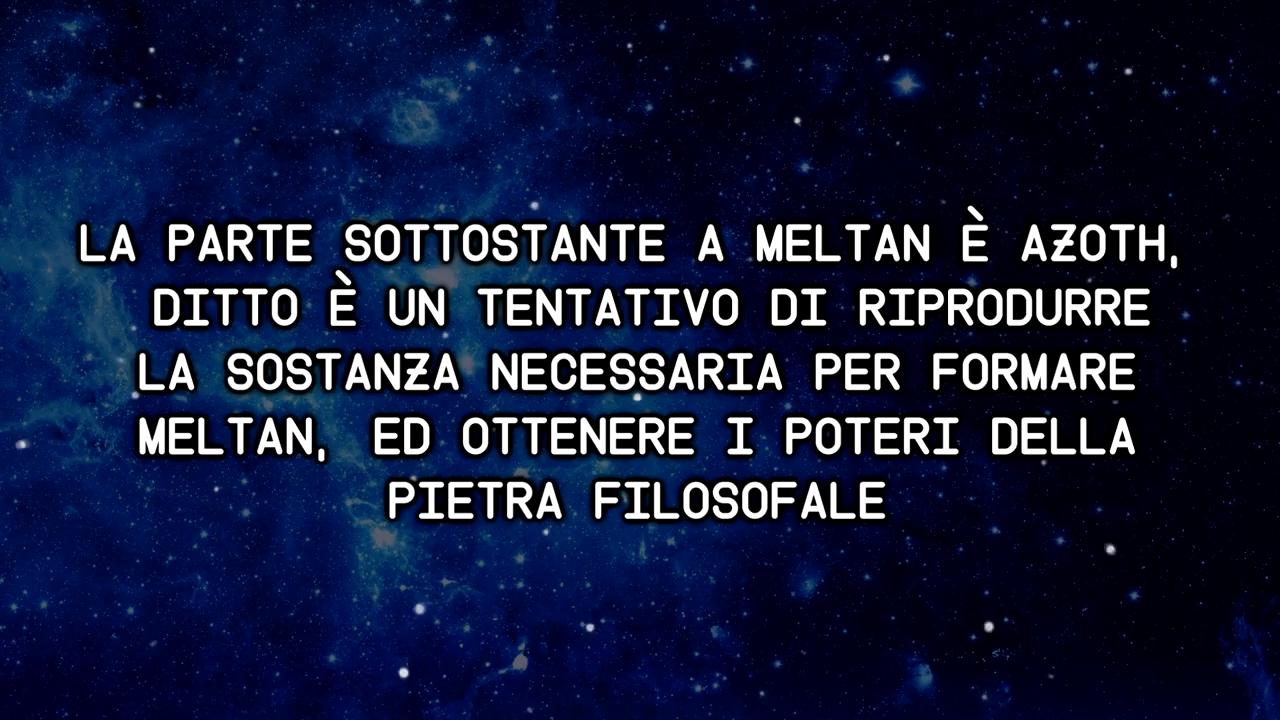 LA PARTE SOTTOSTANTE A MELTAN È AZOTH,
DITTO È UN TENTATIVO DI RIPRODURRE
LA SOSTANZA NECESSARIA PER FORMARE
MELTAN, ED OTTENERE I POTERI DELLA
PIETRA FILOSOFALE